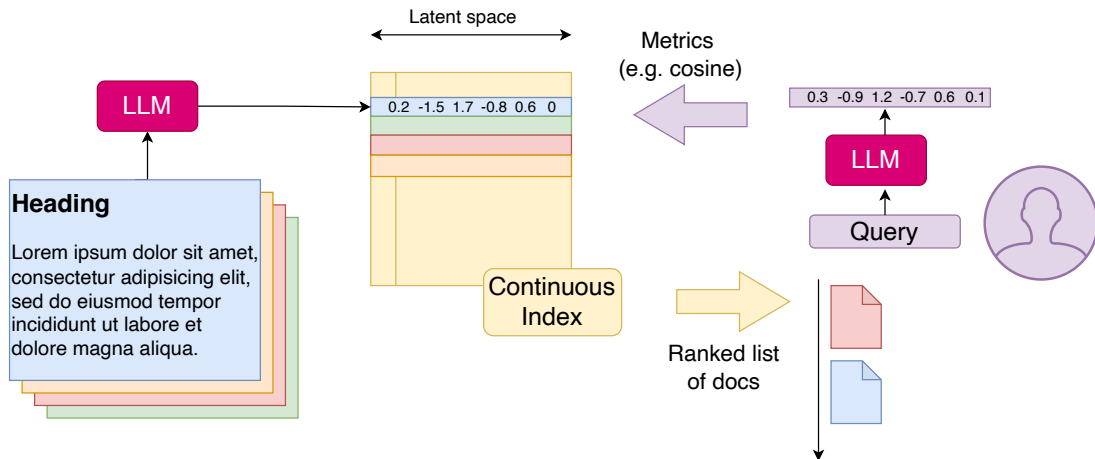 Latent space
Metrics
(e.g. cosine)
LLM
0.2 -1.5 1.7 -0.8 0.6 0
0.3 -0.9 1.2 -0.7 0.6 0.1
LLM
Heading
Lorem ipsum dolor sit amet,
consectetur adipisicing elit,
sed do eiusmod tempor
incididunt ut labore et
dolore magna aliqua.
Query
Continuous
Index
Ranked list
of docs